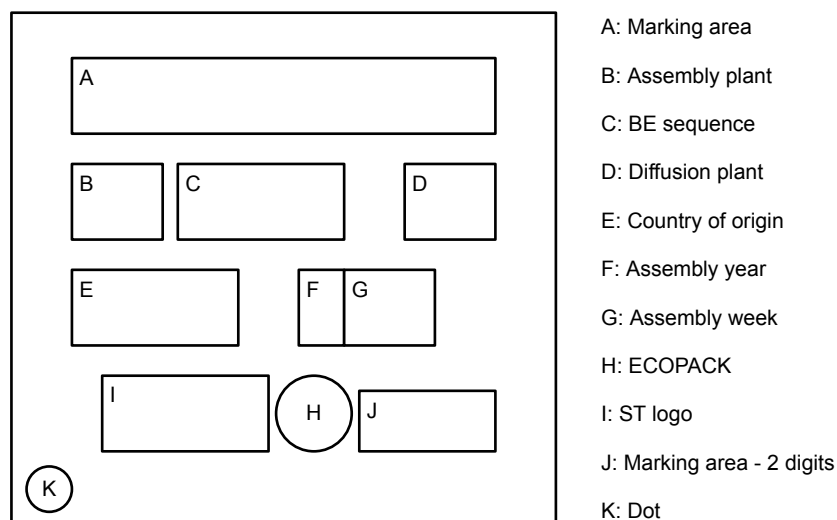 A
B
C
D
E
F
G
I
H
J
K
A: Marking area
B: Assembly plant
C: BE sequence
D: Diffusion plant
E: Country of origin
F: Assembly year
G: Assembly week
H: ECOPACK
I: ST logo
J: Marking area - 2 digits
K: Dot